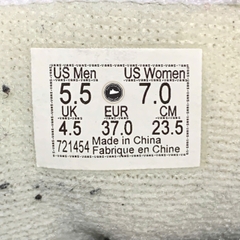 US Men US Women
5.5 7.0
UK EUR CM
4.5 37.0 23.5
721454 Made in China
Fabrique en Chine